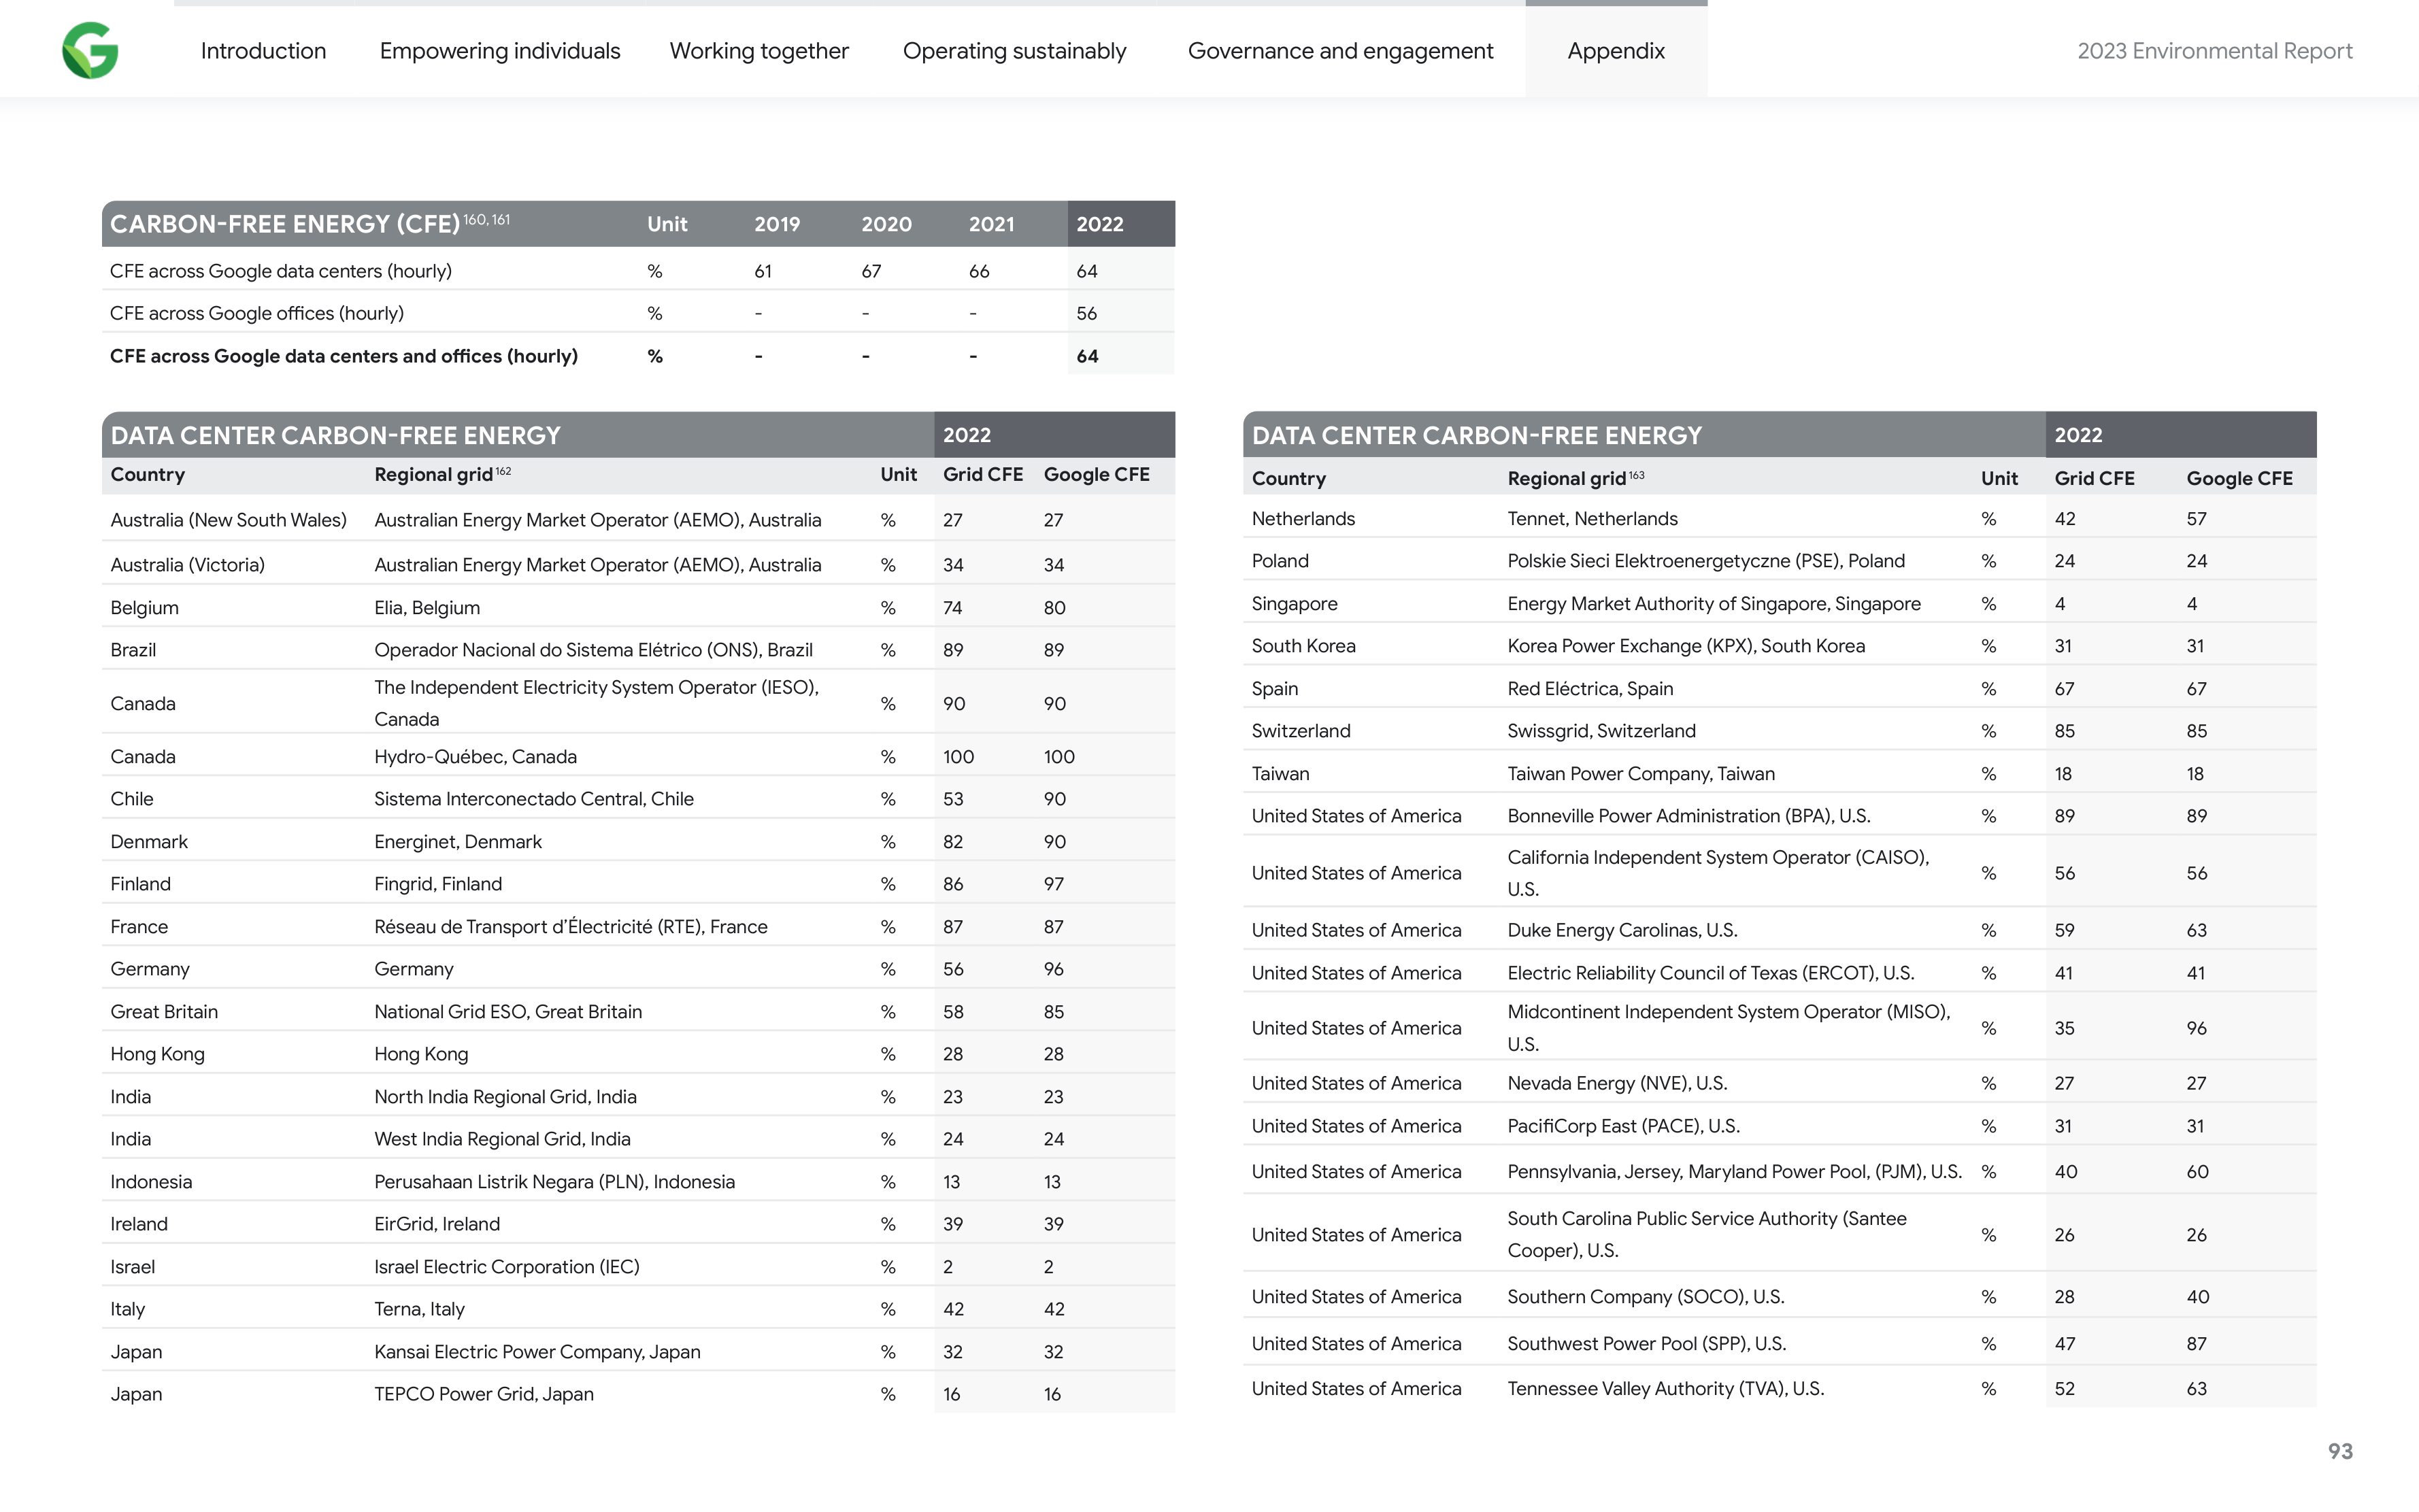 Introduction Empowering individuals Working together Operating sustainably Governance and engagement Appendix 2023 Environmental Report
CARBON-FREE ENERGY (CFE) 160, 161 Unit 2019 2020 2021 2022
CFE across Google data centers (hourly) % 61 67 66 64
CFE across Google offices (hourly) % - - - 56
CFE across Google data centers and offices (hourly) % - - - 64
DATA CENTER CARBON-FREE ENERGY 2022
Country Regional grid 162 Unit Grid CFE Google CFE
Australia (New South Wales) Australian Energy Market Operator (AEMO), Australia % 27 27
Australia (Victoria) Australian Energy Market Operator (AEMO), Australia % 34 34
Belgium Elia, Belgium % 74 80
Brazil Operador Nacional do Sistema Elétrico (ONS), Brazil % 89 89
The Independent Electricity System Operator (IESO),
Canada % 90 90
Canada
Canada Hydro-Québec, Canada % 100 100
Chile Sistema Interconectado Central, Chile % 53 90
Denmark Energinet, Denmark % 82 90
Finland Fingrid, Finland % 86 97
France Réseau de Transport d’Électricité (RTE), France % 87 87
Germany Germany % 56 96
Great Britain National Grid ESO, Great Britain % 58 85
Hong Kong Hong Kong % 28 28
India North India Regional Grid, India % 23 23
India West India Regional Grid, India % 24 24
Indonesia Perusahaan Listrik Negara (PLN), Indonesia % 13 13
Ireland EirGrid, Ireland % 39 39
Israel Israel Electric Corporation (IEC) % 2 2
Italy Terna, Italy % 42 42
Japan Kansai Electric Power Company, Japan % 32 32
Japan TEPCO Power Grid, Japan % 16 16
DATA CENTER CARBON-FREE ENERGY 2022
Country Regional grid 163 Unit Grid CFE Google CFE
Netherlands Tennet, Netherlands % 42 57
Poland Polskie Sieci Elektroenergetyczne (PSE), Poland % 24 24
Singapore Energy Market Authority of Singapore, Singapore % 4 4
South Korea Korea Power Exchange (KPX), South Korea % 31 31
Spain Red Eléctrica, Spain % 67 67
Switzerland Swissgrid, Switzerland % 85 85
Taiwan Taiwan Power Company, Taiwan % 18 18
United States of America Bonneville Power Administration (BPA), U.S. % 89 89
California Independent System Operator (CAISO),
United States of America % 56 56
U.S.
United States of America Duke Energy Carolinas, U.S. % 59 63
United States of America Electric Reliability Council of Texas (ERCOT), U.S. % 41 41
Midcontinent Independent System Operator (MISO),
United States of America % 35 96
U.S.
United States of America Nevada Energy (NVE), U.S. % 27 27
United States of America PacifiCorp East (PACE), U.S. % 31 31
United States of America Pennsylvania, Jersey, Maryland Power Pool, (PJM), U.S. % 40 60
South Carolina Public Service Authority (Santee
United States of America % 26 26
Cooper), U.S.
United States of America Southern Company (SOCO), U.S. % 28 40
United States of America Southwest Power Pool (SPP), U.S. % 47 87
United States of America Tennessee Valley Authority (TVA), U.S. % 52 63
93